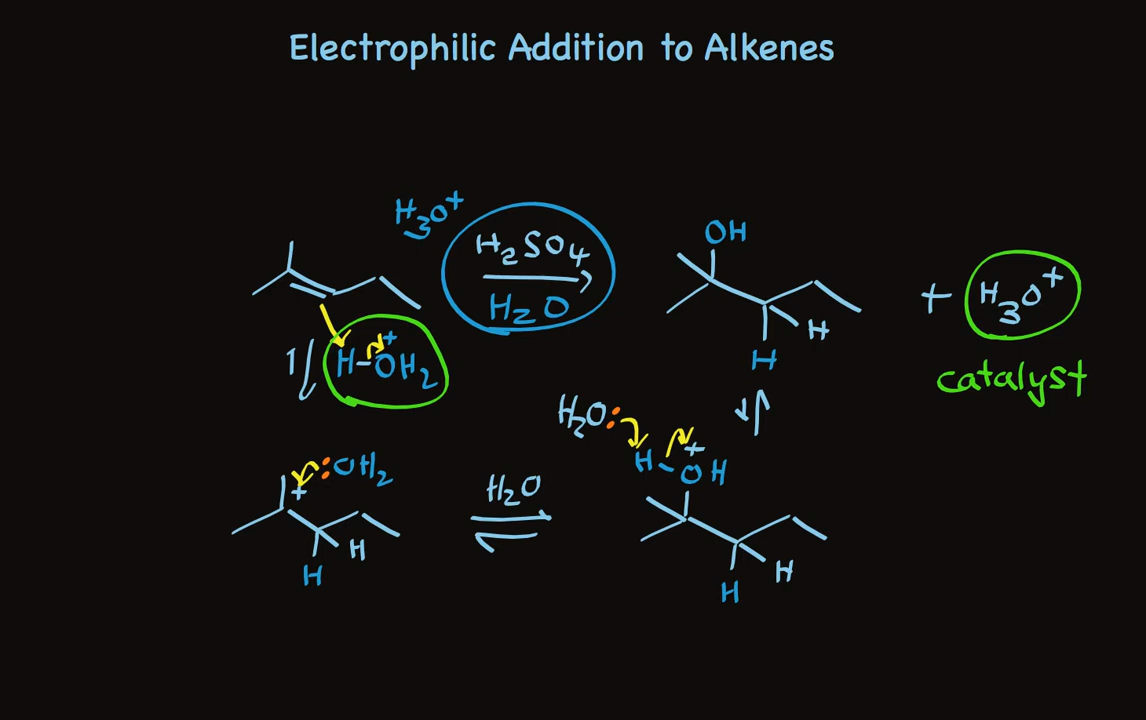 Electrophilic Addition to Alkenes
H₃O⁺
H₂SO₄
H₂O
OH
H
H
+ H₃O⁺
catalyst
H-OH₂
+
H₂O:
H-OH
+
:OH₂
+
H
H
H₂O
H
H